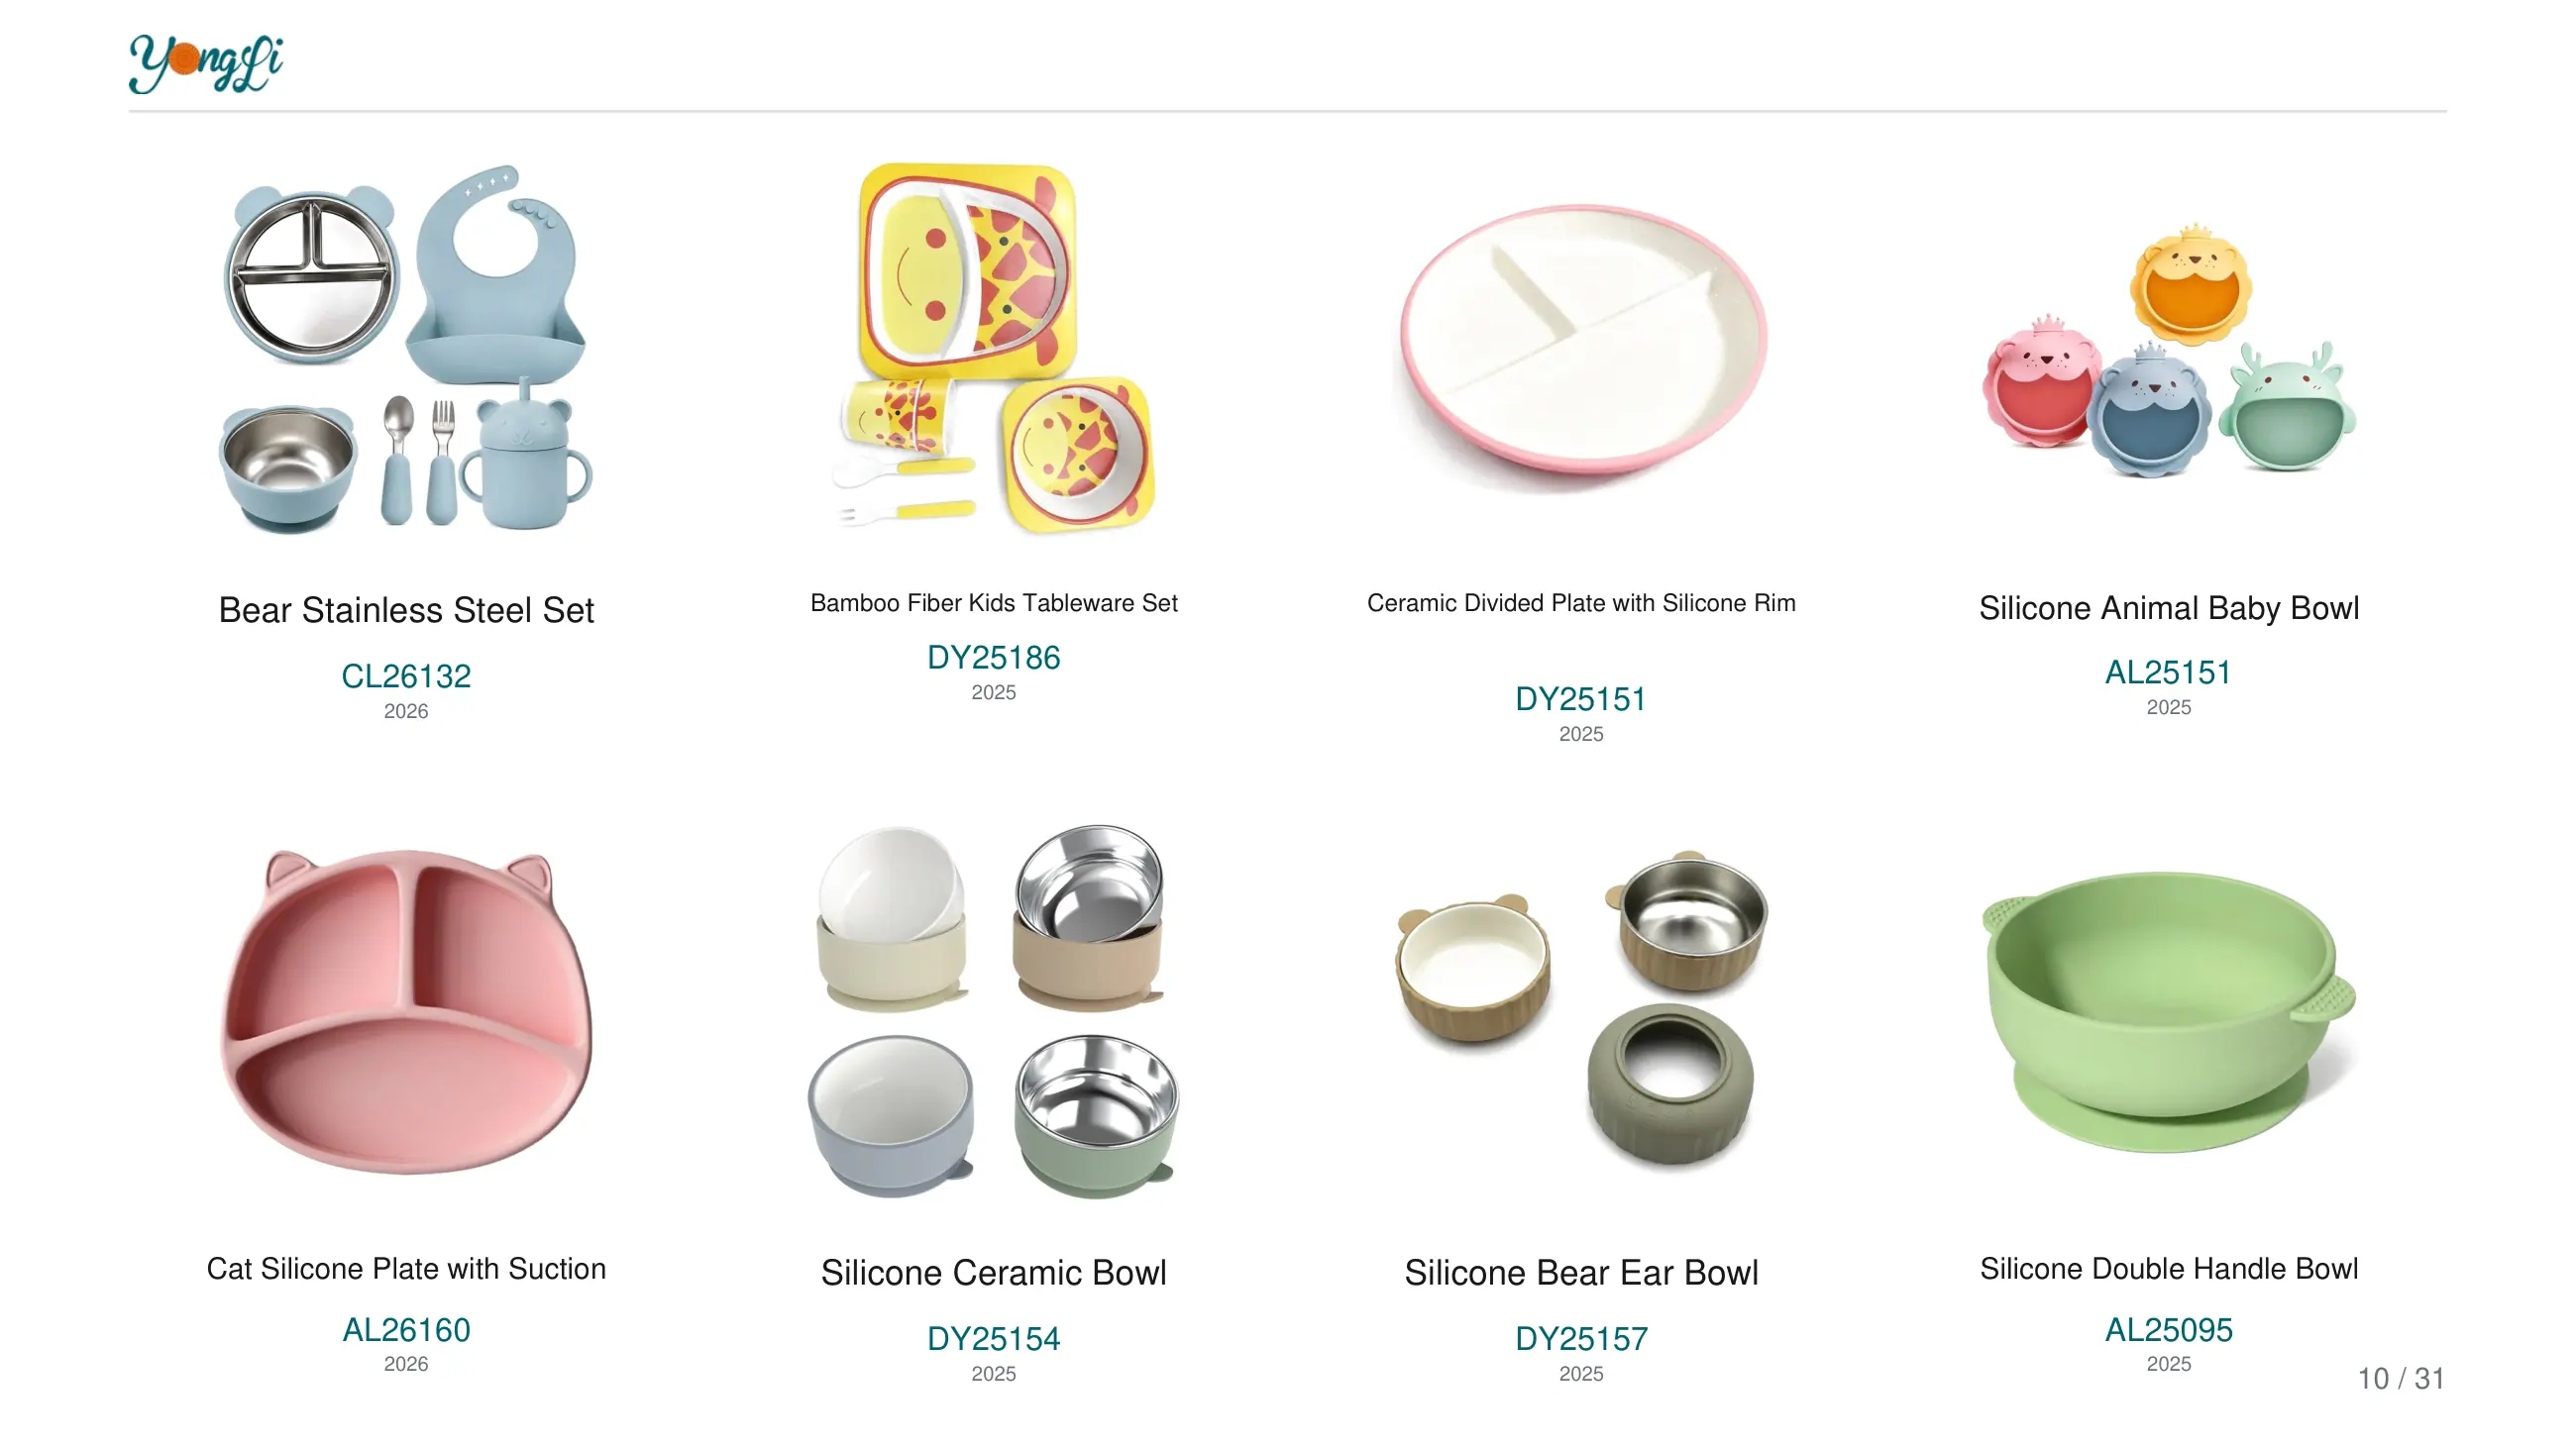 YongLi
Bear Stainless Steel Set
CL26132
2026
Bamboo Fiber Kids Tableware Set
DY25186
2025
Ceramic Divided Plate with Silicone Rim
DY25151
2025
Silicone Animal Baby Bowl
AL25151
2025
Cat Silicone Plate with Suction
AL26160
2026
Silicone Ceramic Bowl
DY25154
2025
Silicone Bear Ear Bowl
DY25157
2025
Silicone Double Handle Bowl
AL25095
2025
10 / 31